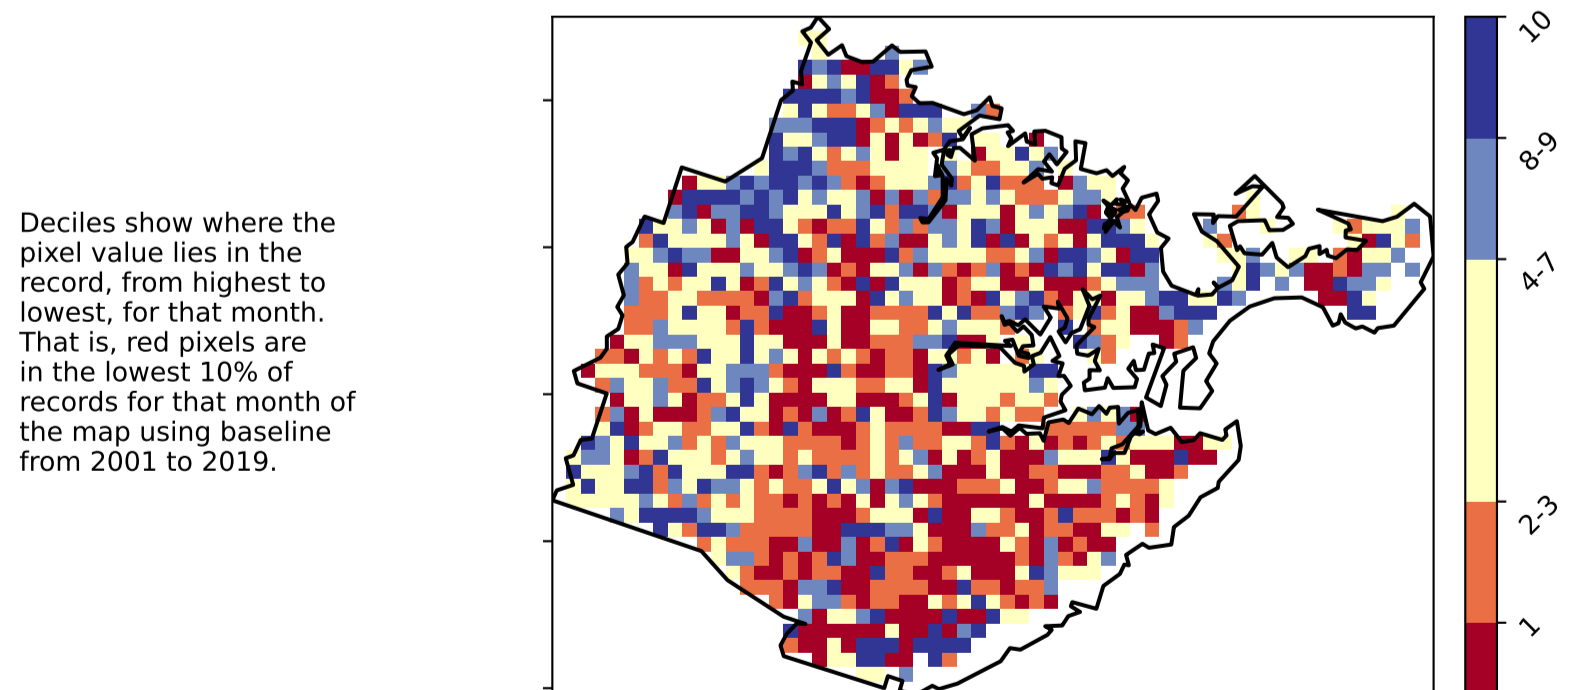 Deciles show where the
pixel value lies in the
record, from highest to
lowest, for that month.
That is, red pixels are
in the lowest 10% of
records for that month of
the map using baseline
from 2001 to 2019.
10
8-9
4-7
2-3
1